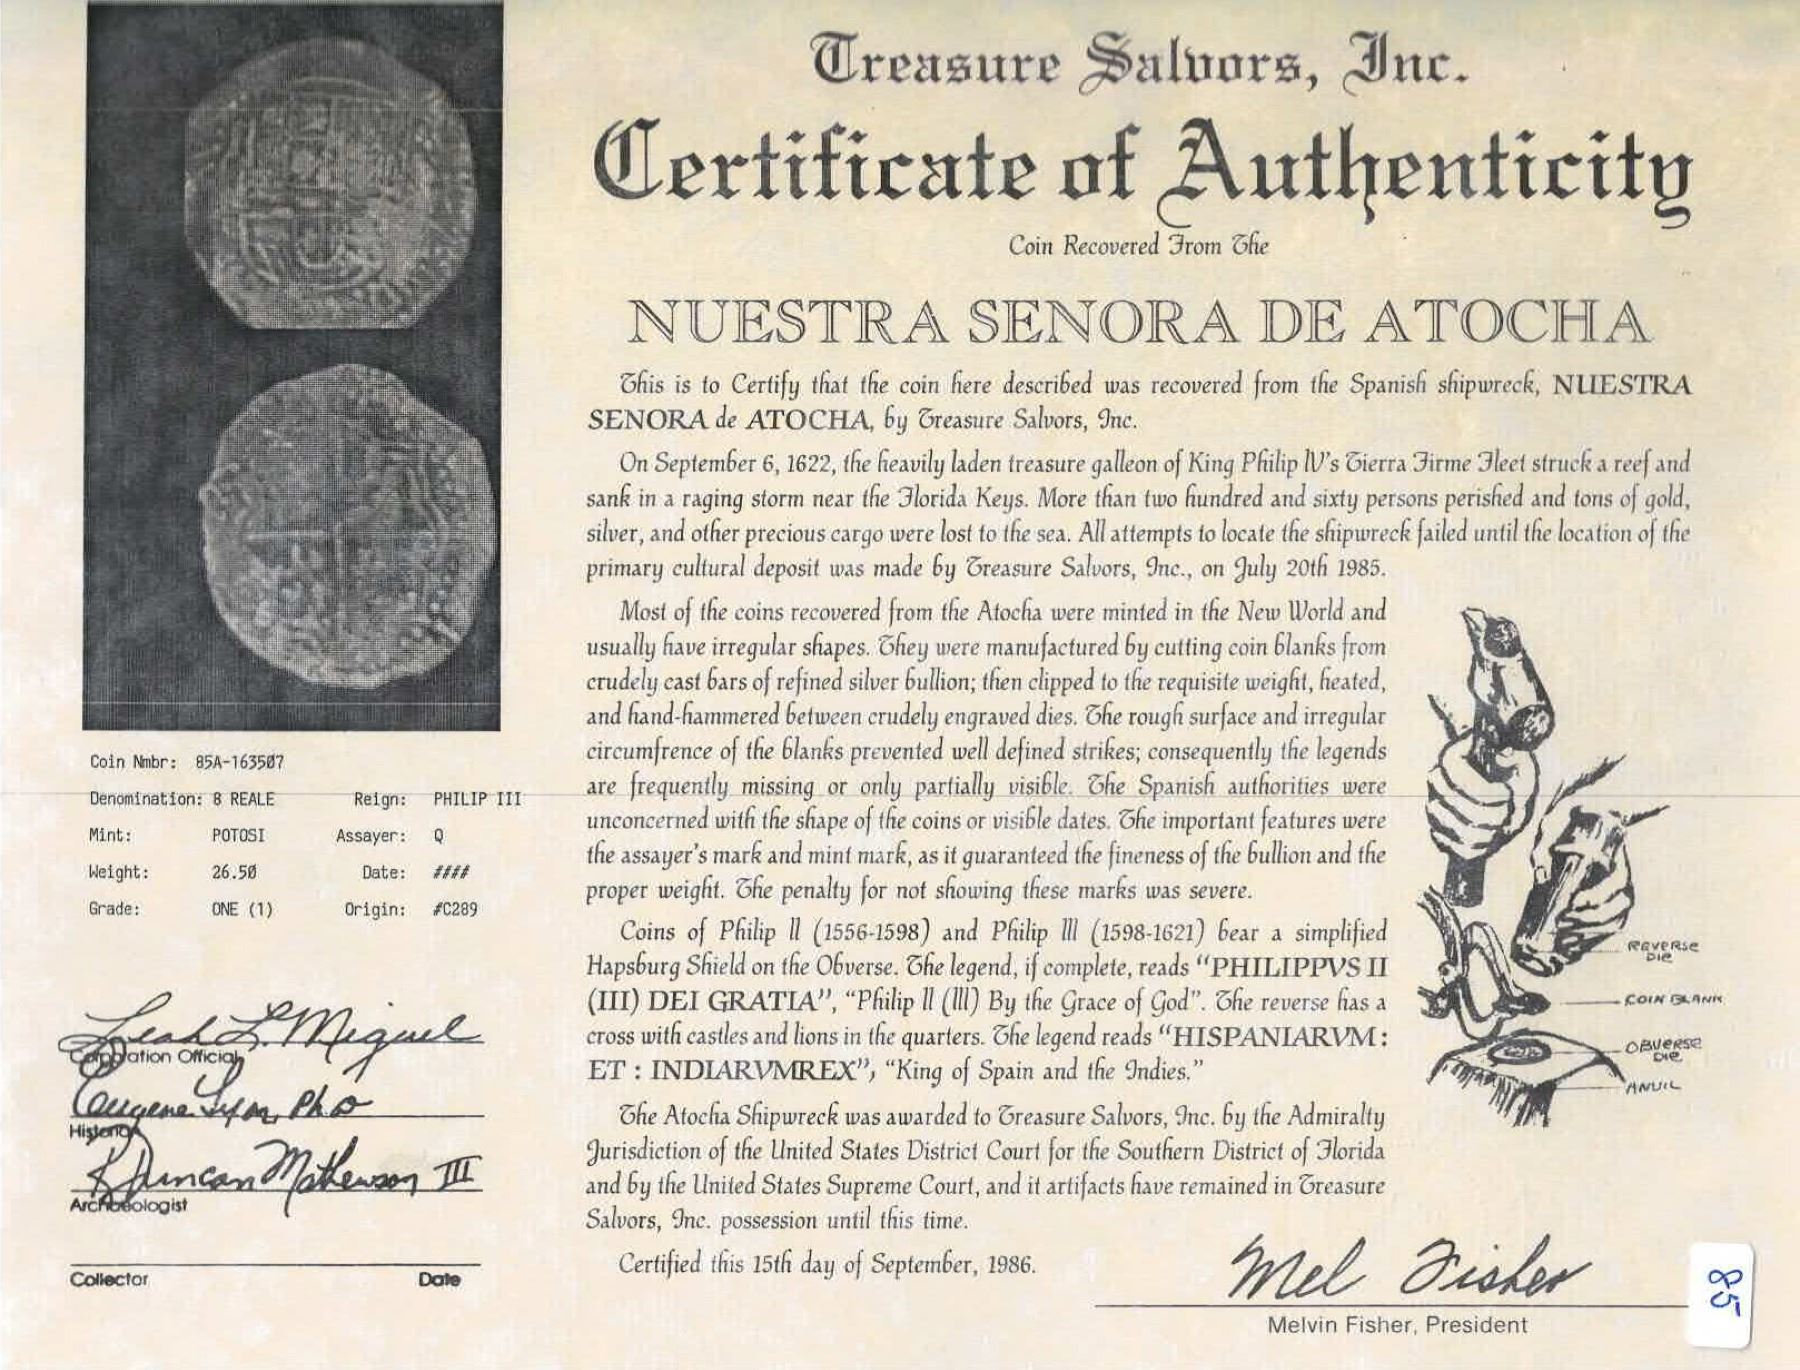 Treasure Salvors, Inc.
Certificate of Authenticity
Coin Recovered From The
NUESTRA SENORA DE ATOCHA
This is to Certify that the coin here described was recovered from the Spanish shipwreck, NUESTRA
SENORA de ATOCHA, by Treasure Salvors, Inc.
On September 6, 1622, the heavily laden treasure galleon of King Philip IV's Tierra Firme Fleet struck a reef and
sank in a raging storm near the Florida Keys. More than two hundred and sixty persons perished and tons of gold,
silver, and other precious cargo were lost to the sea. All attempts to locate the shipwreck failed until the location of the
primary cultural deposit was made by Treasure Salvors, Inc., on July 20th 1985.
Most of the coins recovered from the Atocha were minted in the New World and
usually have irregular shapes. They were manufactured by cutting coin blanks from
crudely cast bars of refined silver bullion; then clipped to the requisite weight, heated,
and hand-hammered between crudely engraved dies. The rough surface and irregular
circumfrence of the blanks prevented well defined strikes; consequently the legends
are frequently missing or only partially visible. The Spanish authorities were
unconcerned with the shape of the coins or visible dates. The important features were
the assayer's mark and mint mark, as it guaranteed the fineness of the bullion and the
proper weight. The penalty for not showing these marks was severe.
Coins of Philip II (1556-1598) and Philip III (1598-1621) bear a simplified
Hapsburg Shield on the Obverse. The legend, if complete, reads "PHILIPPVS II
(III) DEI GRATIA", "Philip II (III) By the Grace of God". The reverse has a
cross with castles and lions in the quarters. The legend reads "HISPANIARVM :
ET : INDIARVMREX", "King of Spain and the Indies."
The Atocha Shipwreck was awarded to Treasure Salvors, Inc. by the Admiralty
Jurisdiction of the United States District Court for the Southern District of Florida
and by the United States Supreme Court, and it artifacts have remained in Treasure
Salvors, Inc. possession until this time.
Certified this 15th day of September, 1986.
Mel Fisher
Melvin Fisher, President
REVERSE
DIE
COIN BLANK
OBVERSE
DIE
ANVIL
Coin Nmbr: 85A-163507
Denomination: 8 REALE Reign: PHILIP III
Mint: POTOSI Assayer: Q
Weight: 26.50 Date: ####
Grade: ONE (1) Origin: #C289
Leah L. Miguel
Corporation Official
Eugene Lyon, PhD
Historian
R Duncan Mathewson III
Archaeologist
Collector Date
85